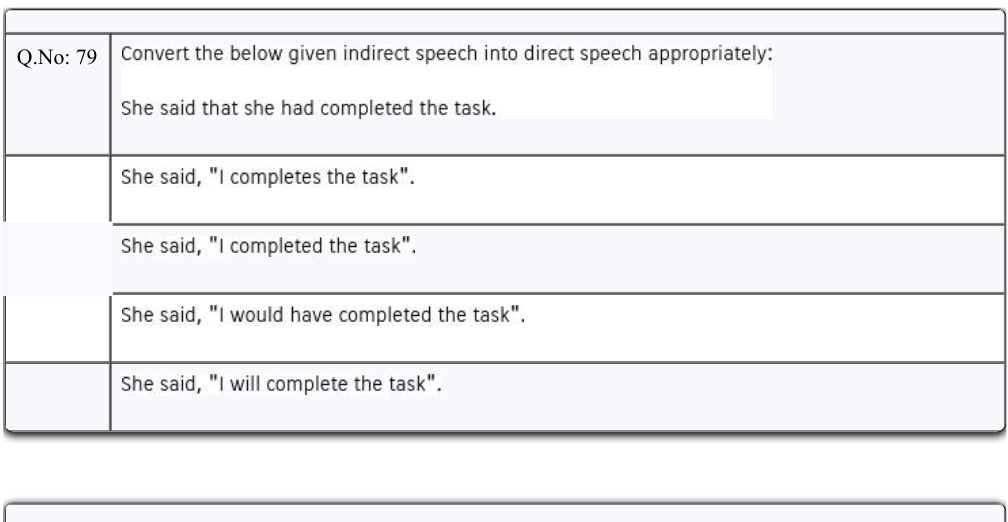 Q.No: 79
Convert the below given indirect speech into direct speech appropriately:
She said that she had completed the task.
She said, "I completes the task".
She said, "I completed the task".
She said, "I would have completed the task".
She said, "I will complete the task".